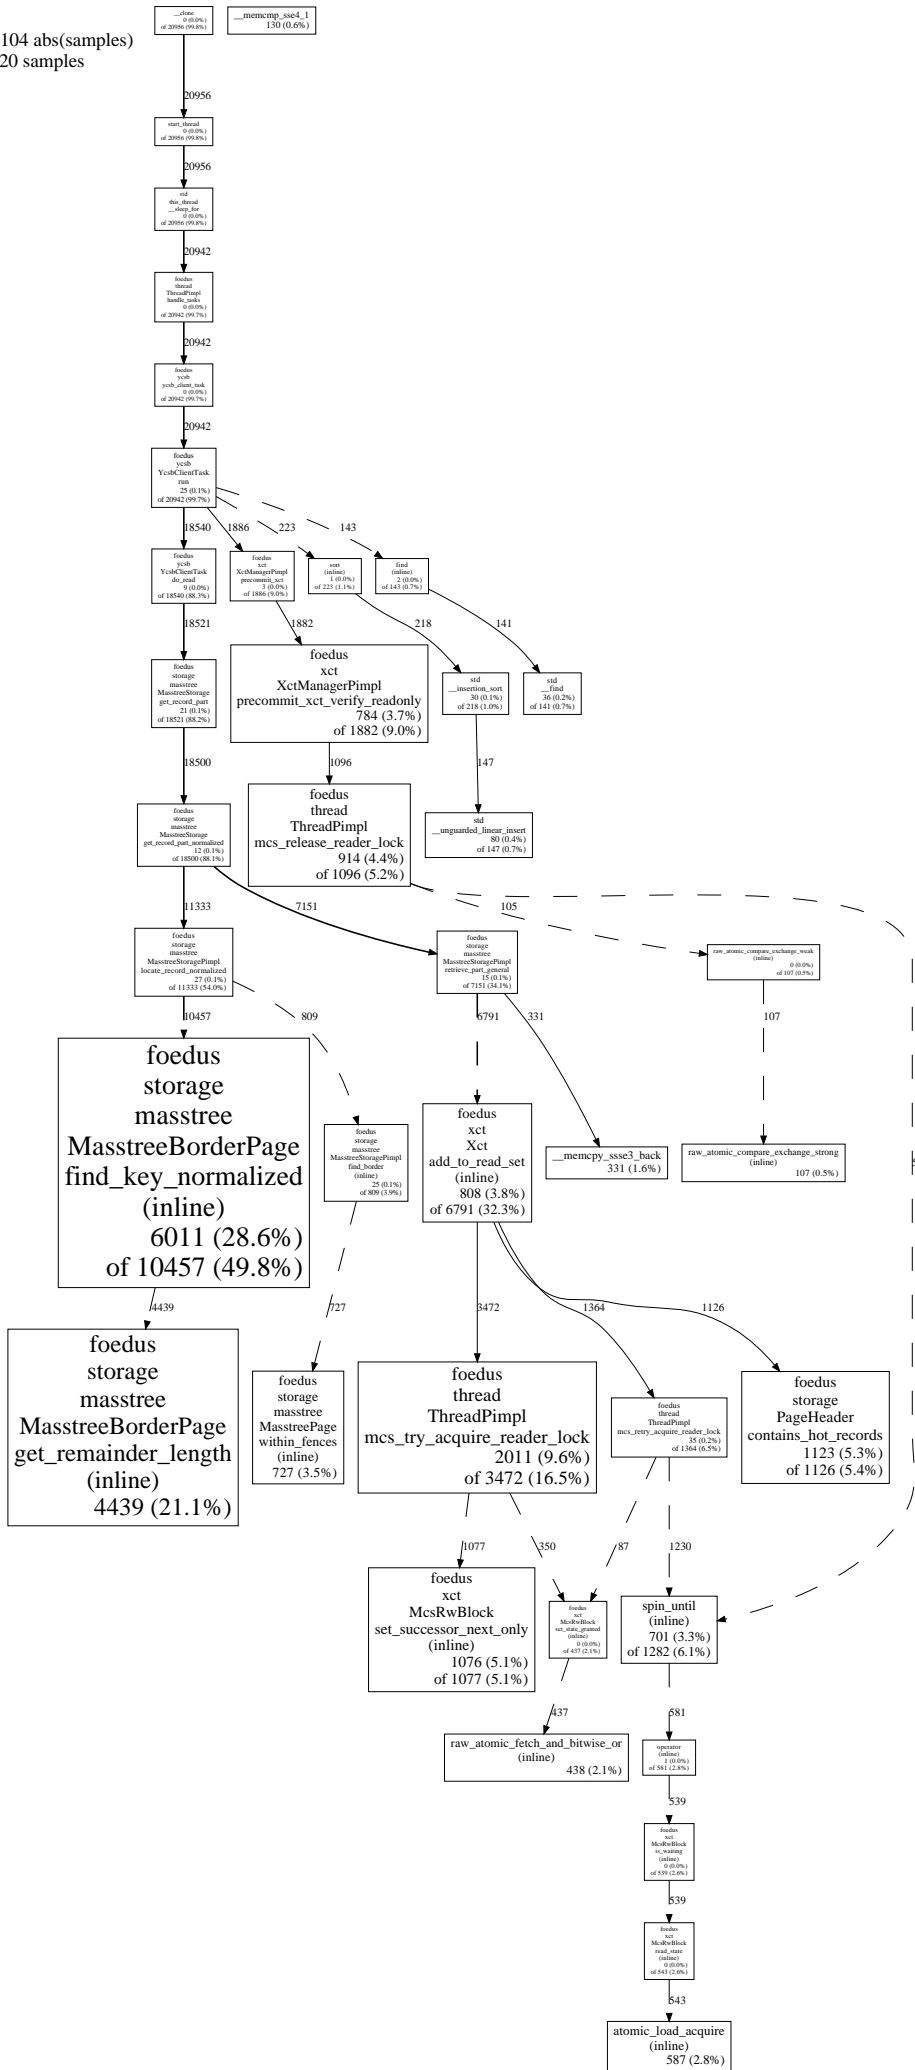 __clone
0 (0.0%)
of 20956 (99.8%)
__memcmp_sse4_1
130 (0.6%)
104 abs(samples)
20 samples
20956
start_thread
0 (0.0%)
of 20956 (99.8%)
20956
std
this_thread
__sleep_for
0 (0.0%)
of 20956 (99.8%)
20942
foedus
thread
ThreadPimpl
handle_tasks
0 (0.0%)
of 20942 (99.7%)
20942
foedus
ycsb
ycsb_client_task
0 (0.0%)
of 20942 (99.7%)
20942
foedus
ycsb
YcsbClientTask
run
25 (0.1%)
of 20942 (99.7%)
18540
1886
223
143
foedus
ycsb
YcsbClientTask
do_read
9 (0.0%)
of 18540 (88.3%)
foedus
xct
XctManagerPimpl
precommit_xct
3 (0.0%)
of 1886 (9.0%)
sort
(inline)
1 (0.0%)
of 223 (1.1%)
find
(inline)
2 (0.0%)
of 143 (0.7%)
18521
1882
218
141
foedus
storage
masstree
MasstreeStorage
get_record_part
21 (0.1%)
of 18521 (88.2%)
foedus
xct
XctManagerPimpl
precommit_xct_verify_readonly
784 (3.7%)
of 1882 (9.0%)
std
__insertion_sort
30 (0.1%)
of 218 (1.0%)
std
__find
36 (0.2%)
of 141 (0.7%)
18500
1096
147
foedus
storage
masstree
MasstreeStorage
get_record_part_normalized
12 (0.1%)
of 18500 (88.1%)
foedus
thread
ThreadPimpl
mcs_release_reader_lock
914 (4.4%)
of 1096 (5.2%)
std
__unguarded_linear_insert
80 (0.4%)
of 147 (0.7%)
11333
7151
105
foedus
storage
masstree
MasstreeStoragePimpl
locate_record_normalized
27 (0.1%)
of 11333 (54.0%)
foedus
storage
masstree
MasstreeStoragePimpl
retrieve_part_general
15 (0.1%)
of 7151 (34.1%)
raw_atomic_compare_exchange_weak
(inline)
0 (0.0%)
of 107 (0.5%)
10457
809
6791
331
107
foedus
storage
masstree
MasstreeBorderPage
find_key_normalized
(inline)
6011 (28.6%)
of 10457 (49.8%)
foedus
storage
masstree
MasstreeStoragePimpl
find_border
(inline)
25 (0.1%)
of 809 (3.9%)
foedus
xct
Xct
add_to_read_set
(inline)
808 (3.8%)
of 6791 (32.3%)
__memcpy_ssse3_back
331 (1.6%)
raw_atomic_compare_exchange_strong
(inline)
107 (0.5%)
4439
727
3472
1364
1126
foedus
storage
masstree
MasstreeBorderPage
get_remainder_length
(inline)
4439 (21.1%)
foedus
storage
masstree
MasstreePage
within_fences
(inline)
727 (3.5%)
foedus
thread
ThreadPimpl
mcs_try_acquire_reader_lock
2011 (9.6%)
of 3472 (16.5%)
foedus
thread
ThreadPimpl
mcs_retry_acquire_reader_lock
35 (0.2%)
of 1364 (6.5%)
foedus
storage
PageHeader
contains_hot_records
1123 (5.3%)
of 1126 (5.4%)
1077
350
87
1230
foedus
xct
McsRwBlock
set_successor_next_only
(inline)
1076 (5.1%)
of 1077 (5.1%)
foedus
xct
McsRwBlock
set_state_granted
(inline)
0 (0.0%)
of 437 (2.1%)
spin_until
(inline)
701 (3.3%)
of 1282 (6.1%)
437
581
raw_atomic_fetch_and_bitwise_or
(inline)
438 (2.1%)
operator
(inline)
1 (0.0%)
of 581 (2.8%)
539
foedus
xct
McsRwBlock
is_waiting
(inline)
0 (0.0%)
of 539 (2.6%)
539
foedus
xct
McsRwBlock
read_state
(inline)
0 (0.0%)
of 543 (2.6%)
543
atomic_load_acquire
(inline)
587 (2.8%)